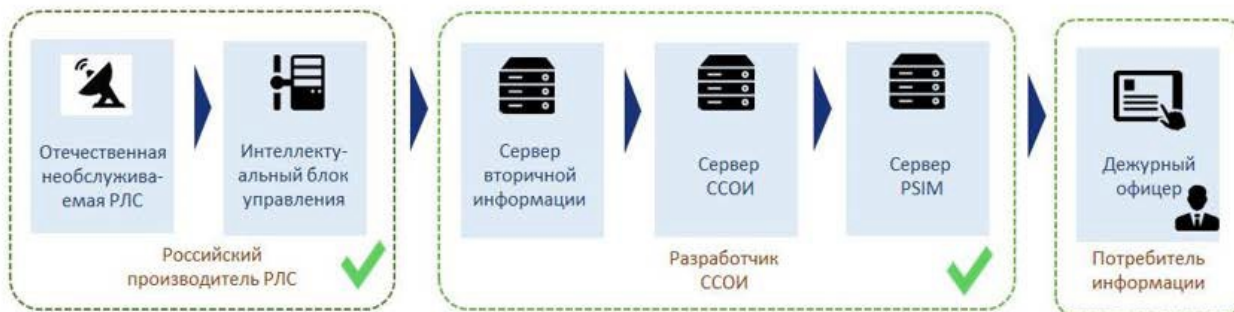 Отечественная
необслужива-
емая РЛС
Интеллекту-
альный блок
управления
Российский
производитель РЛС
Сервер
вторичной
информации
Сервер
ССОИ
Сервер
PSIM
Разработчик
ССОИ
Дежурный
офицер
Потребитель
информации